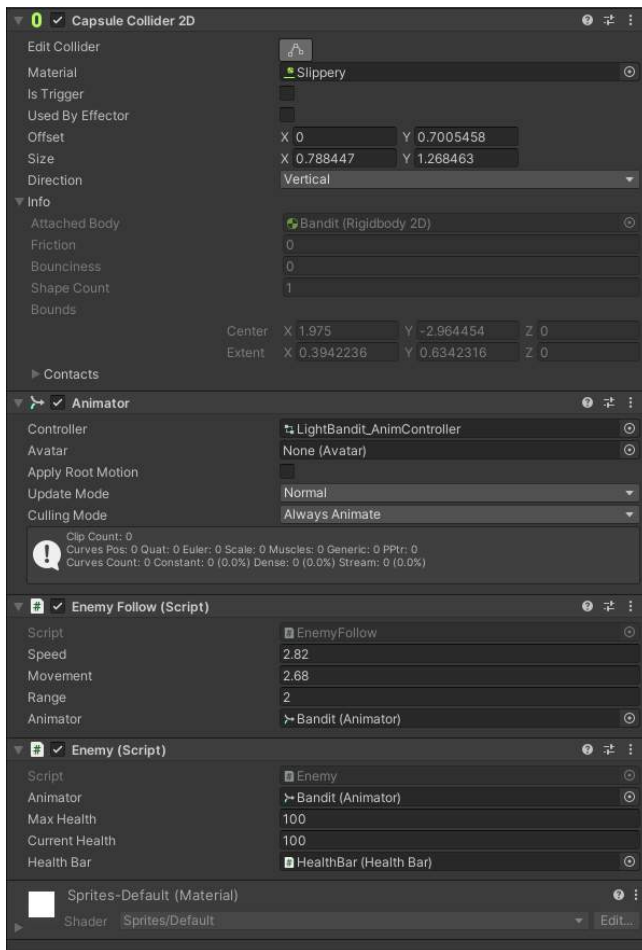 Capsule Collider 2D
Edit Collider
Material Slippery
Is Trigger
Used By Effector
Offset X 0 Y 0.7005458
Size X 0.788447 Y 1.268463
Direction Vertical
Info
Attached Body Bandit (Rigidbody 2D)
Friction 0
Bounciness 0
Shape Count 1
Bounds
Center X 1.975 Y -2.964454 Z 0
Extent X 0.3942236 Y 0.6342316 Z 0
Contacts
Animator
Controller LightBandit_AnimController
Avatar None (Avatar)
Apply Root Motion
Update Mode Normal
Culling Mode Always Animate
Clip Count: 0
Curves Pos: 0 Quat: 0 Euler: 0 Scale: 0 Muscles: 0 Generic: 0 PPtr: 0
Curves Count: 0 Constant: 0 (0.0%) Dense: 0 (0.0%) Stream: 0 (0.0%)
# Enemy Follow (Script)
Script EnemyFollow
Speed 2.82
Movement 2.68
Range 2
Animator Bandit (Animator)
# Enemy (Script)
Script Enemy
Animator Bandit (Animator)
Max Health 100
Current Health 100
Health Bar HealthBar (Health Bar)
Sprites-Default (Material)
Shader Sprites/Default Edit...